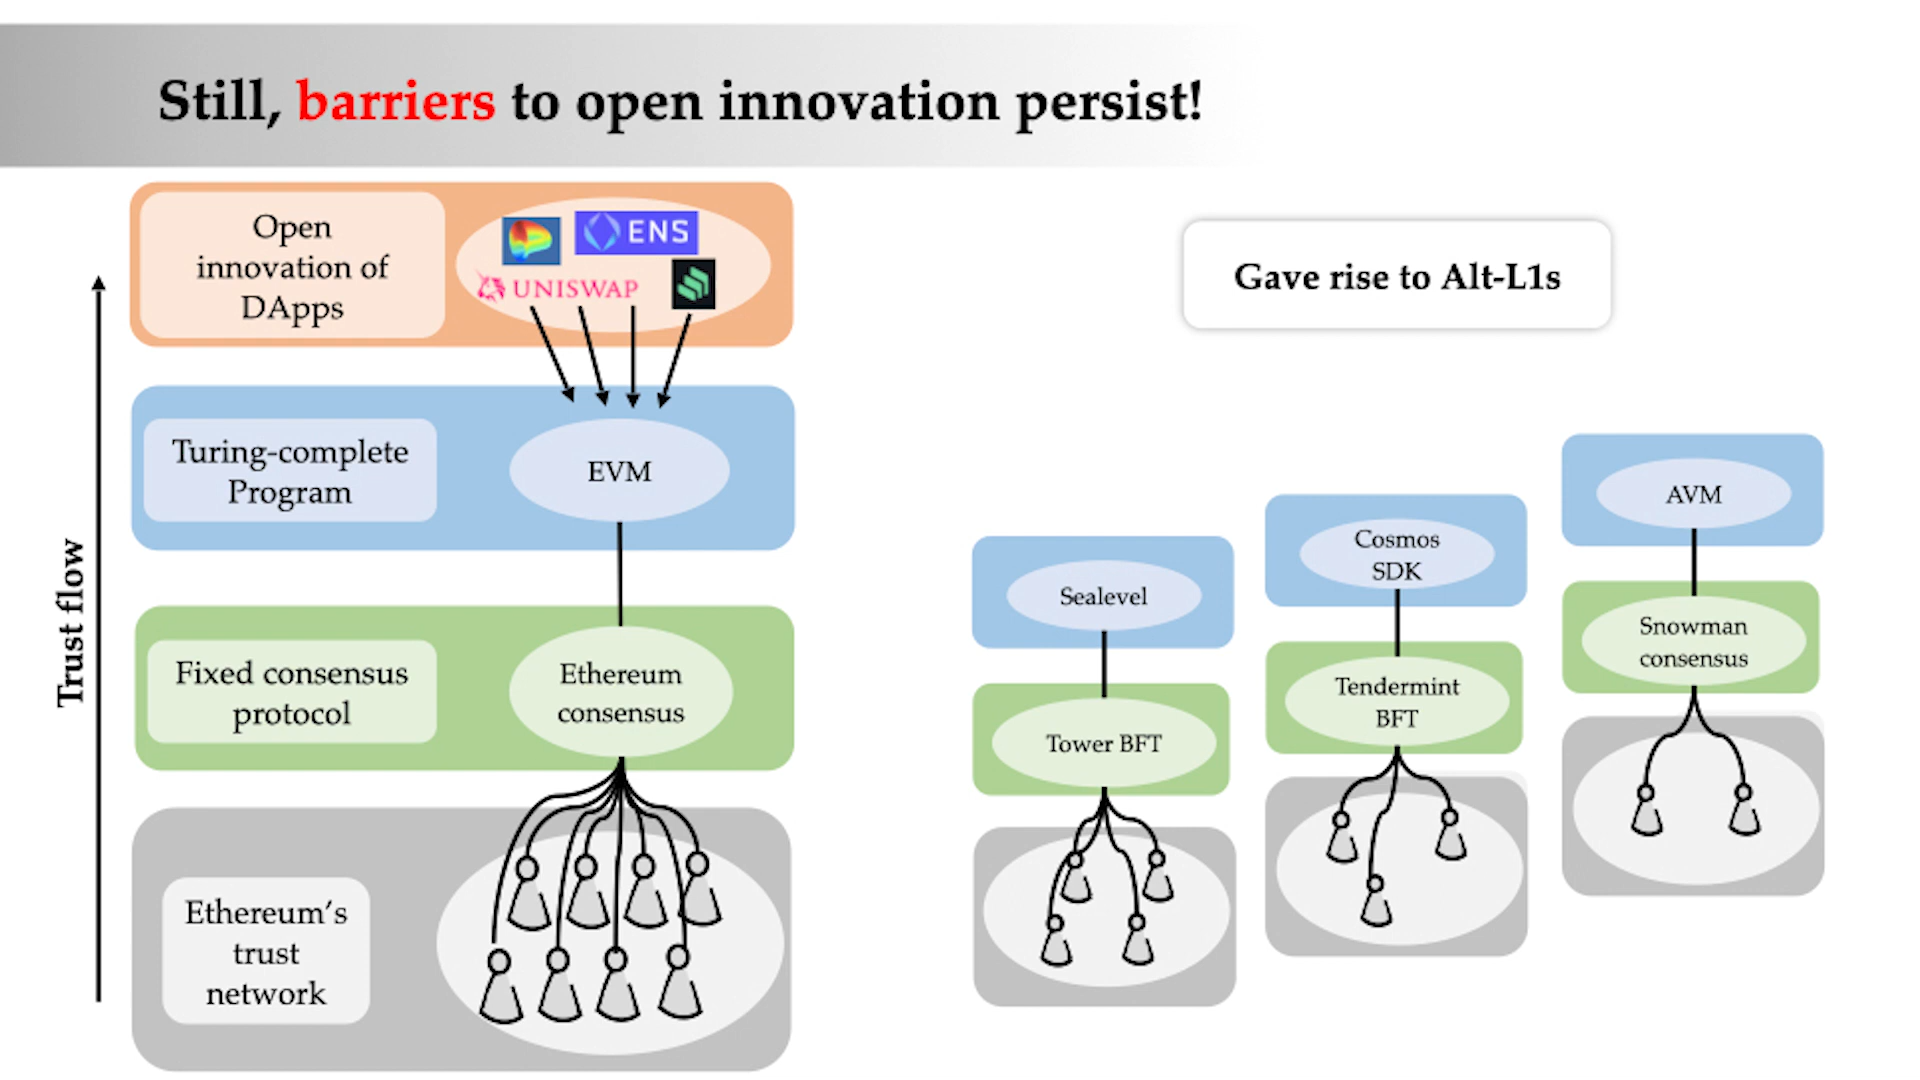 Still, barriers to open innovation persist!
Open
innovation of
DApps
ENS
UNISWAP
Gave rise to Alt-L1s
Turing-complete
Program
EVM
Trust flow
Fixed consensus
protocol
Ethereum
consensus
Ethereum's
trust
network
Sealevel
Tower BFT
Cosmos
SDK
Tendermint
BFT
AVM
Snowman
consensus